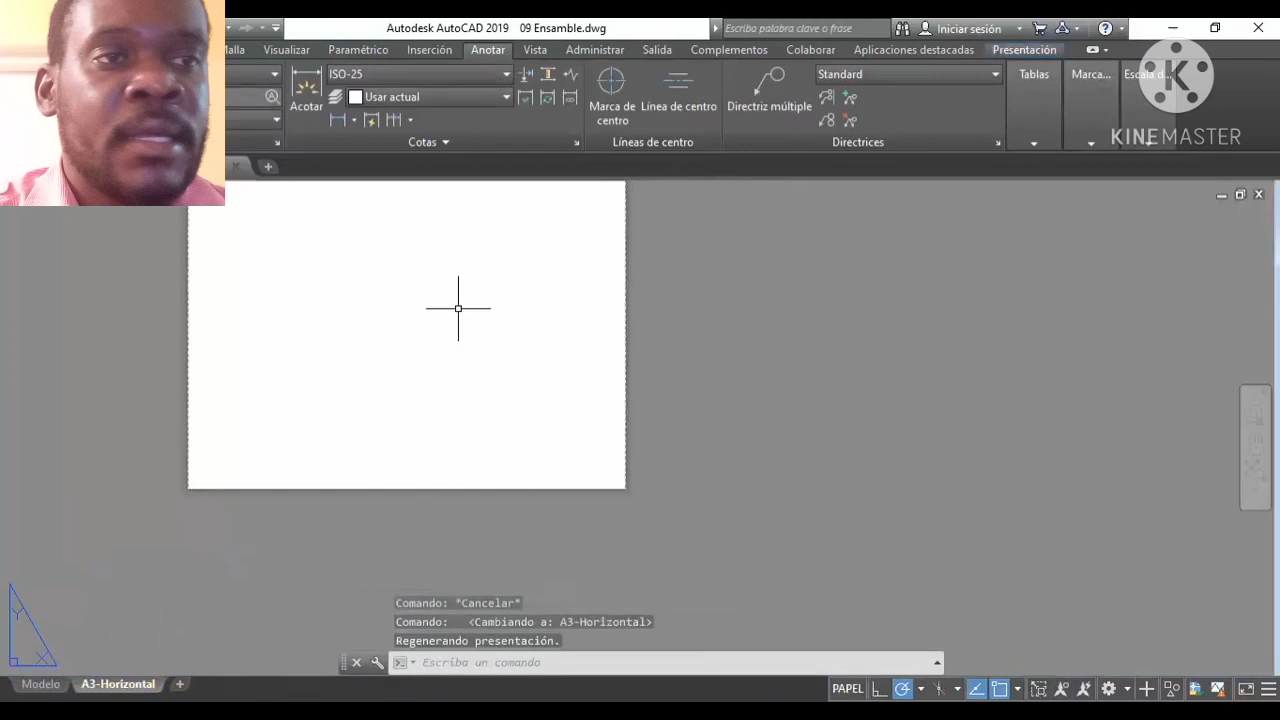 Autodesk AutoCAD 2019 09 Ensamble.dwg
Escriba palabra clave o frase
Iniciar sesión
Visualizar Paramétrico Inserción Anotar Vista Administrar Salida Complementos Colaborar Aplicaciones destacadas Presentación
ISO-25
Usar actual
Acotar
Marca de
centro
Línea de centro
Directriz múltiple
Standard
Tablas
Marca...
Escala d...
Cotas
Líneas de centro
Directrices
K
KINEMASTER
Y
X
Comando: *Cancelar*
Comando: <Cambiando a: A3-Horizontal>
Regenerando presentación.
Escriba un comando
Modelo A3-Horizontal
PAPEL